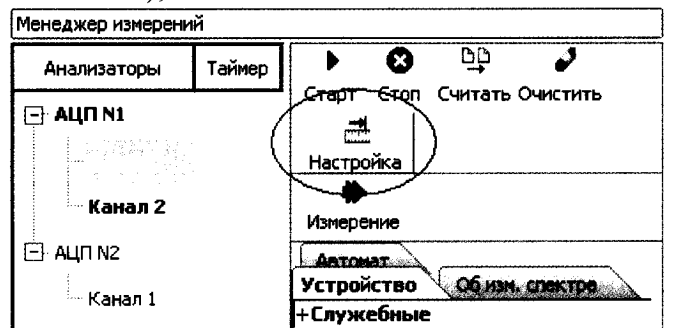 Менеджер измерений
Анализаторы Таймер
Старт Стоп Считать Очистить
АЦП N1
Настройка
Канал 2
Измерение
АЦП N2
Автомат
Устройство Об изм. спектре
Канал 1
+Служебные